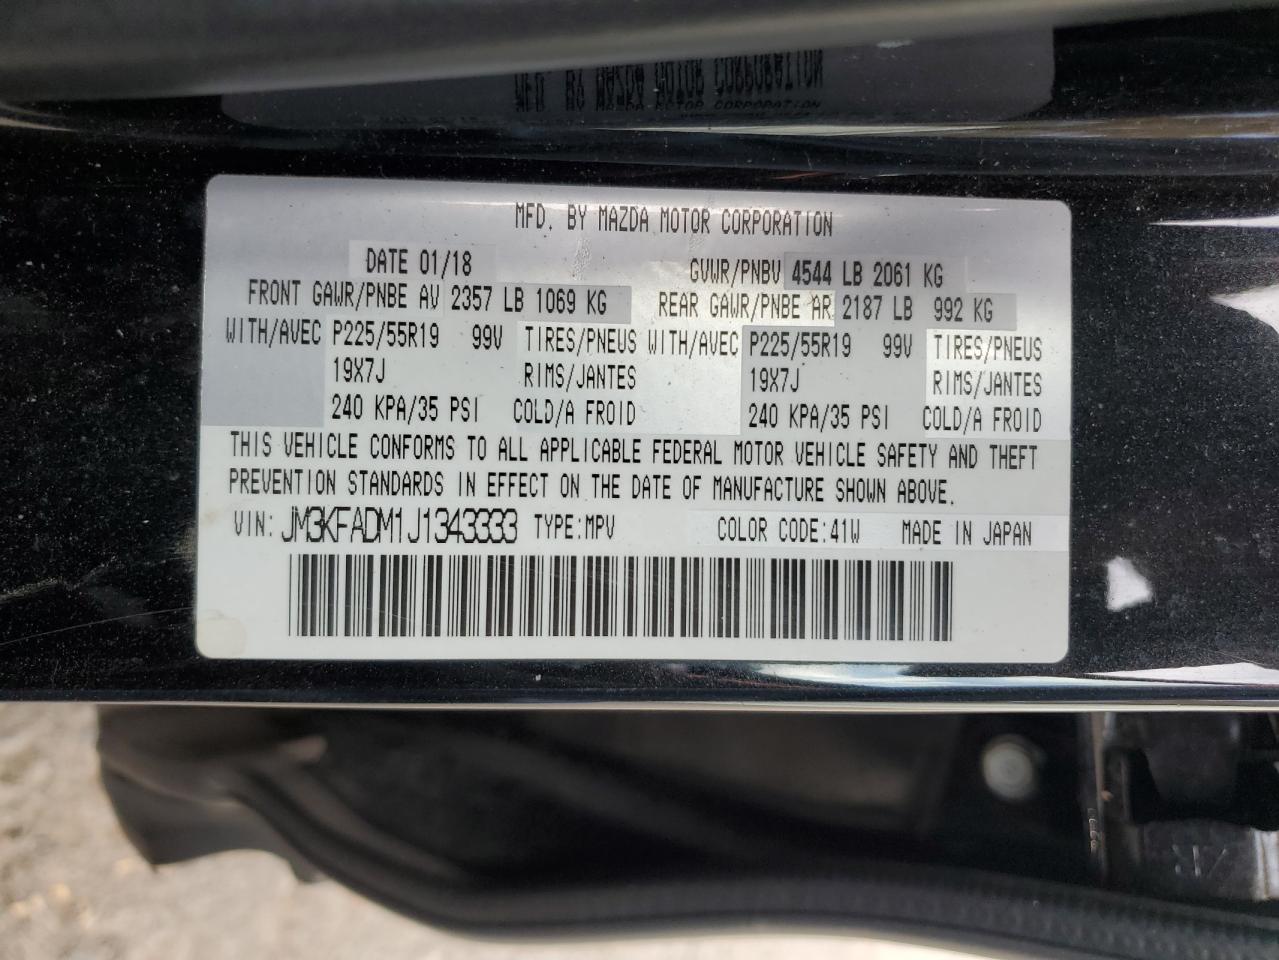 MFD. BY MAZDA MOTOR CORPORATION
DATE 01/18 GVWR/PNBV 4544 LB 2061 KG
FRONT GAWR/PNBE AV 2357 LB 1069 KG REAR GAWR/PNBE AR 2187 LB 992 KG
WITH/AVEC P225/55R19 99V TIRES/PNEUS WITH/AVEC P225/55R19 99V TIRES/PNEUS
19X7J RIMS/JANTES 19X7J RIMS/JANTES
240 KPA/35 PSI COLD/A FROID 240 KPA/35 PSI COLD/A FROID
THIS VEHICLE CONFORMS TO ALL APPLICABLE FEDERAL MOTOR VEHICLE SAFETY AND THEFT
PREVENTION STANDARDS IN EFFECT ON THE DATE OF MANUFACTURE SHOWN ABOVE.
VIN: JM3KFADM1J1343333 TYPE:MPV COLOR CODE:41W MADE IN JAPAN